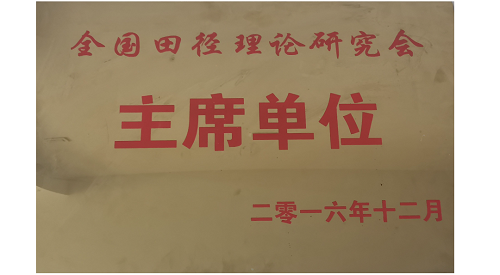 全国田径理论研究会
主席单位
二零一六年十二月